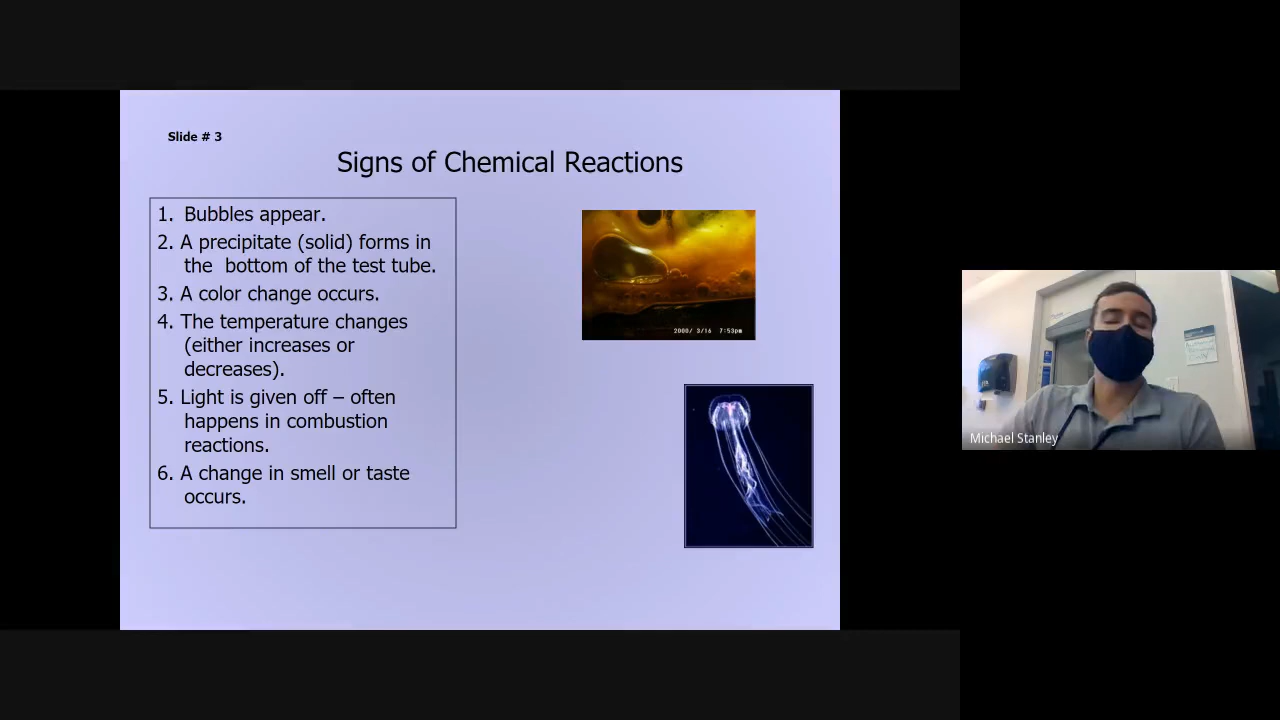 Slide # 3
Signs of Chemical Reactions
1. Bubbles appear.
2. A precipitate (solid) forms in
the bottom of the test tube.
3. A color change occurs.
4. The temperature changes
(either increases or
decreases).
5. Light is given off – often
happens in combustion
reactions.
6. A change in smell or taste
occurs.
2000/ 3/16 7:53pm
Michael Stanley